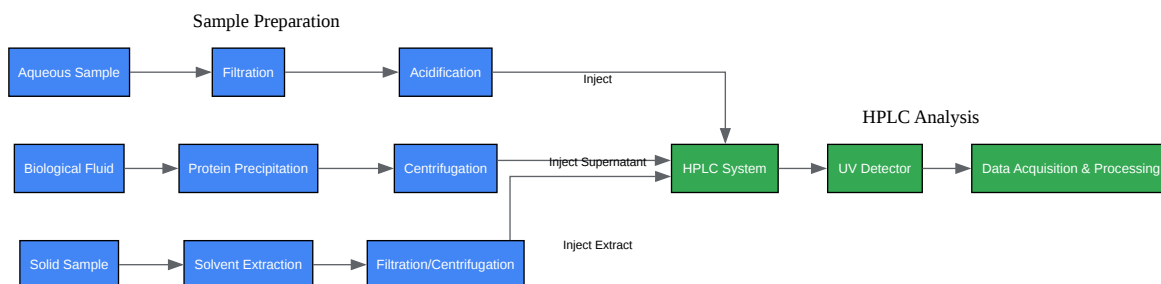 Sample Preparation
Aqueous Sample
Filtration
Acidification
Inject
HPLC Analysis
Biological Fluid
Protein Precipitation
Centrifugation
Inject Supernatant
HPLC System
UV Detector
Data Acquisition & Processing
Solid Sample
Solvent Extraction
Filtration/Centrifugation
Inject Extract